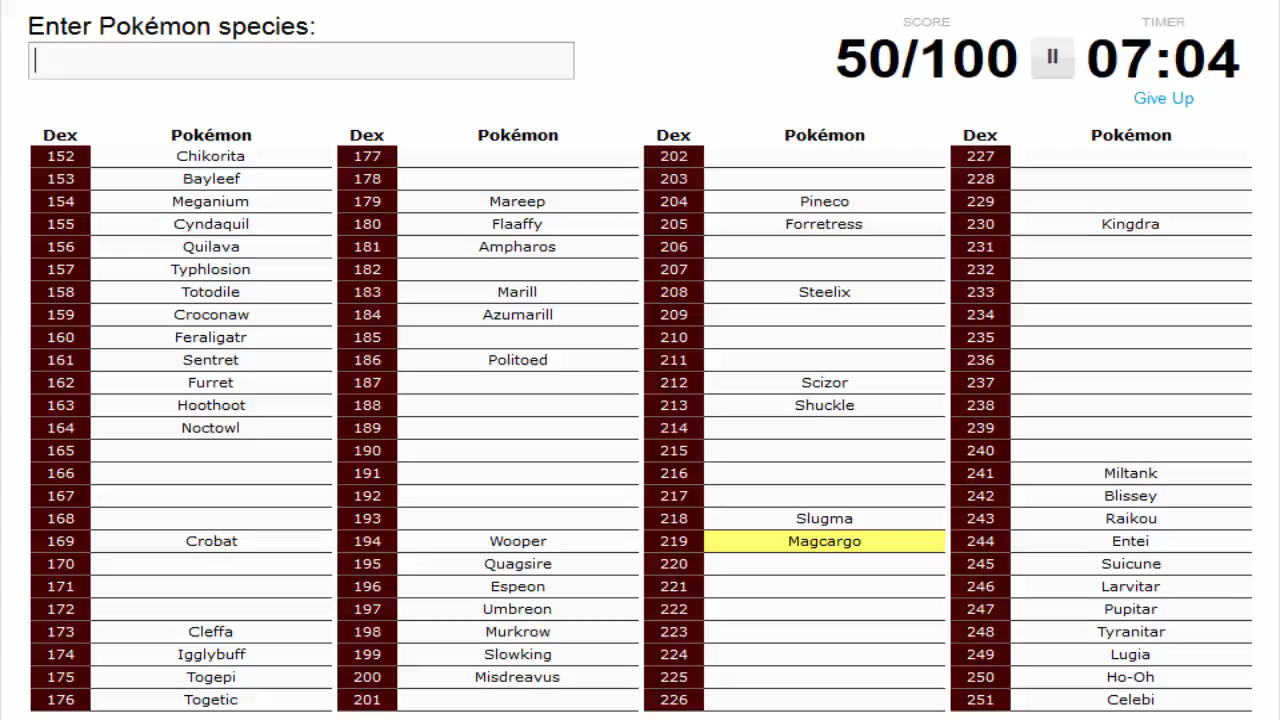 Enter Pokémon species:
SCORE
TIMER
50/100
07:04
Give Up
Dex Pokémon Dex Pokémon Dex Pokémon Dex Pokémon
152 Chikorita 177 202 227
153 Bayleef 178 203 228
154 Meganium 179 Mareep 204 Pineco 229
155 Cyndaquil 180 Flaaffy 205 Forretress 230 Kingdra
156 Quilava 181 Ampharos 206 231
157 Typhlosion 182 207 232
158 Totodile 183 Marill 208 Steelix 233
159 Croconaw 184 Azumarill 209 234
160 Feraligatr 185 210 235
161 Sentret 186 Politoed 211 236
162 Furret 187 212 Scizor 237
163 Hoothoot 188 213 Shuckle 238
164 Noctowl 189 214 239
165 190 215 240
166 191 216 241 Miltank
167 192 217 242 Blissey
168 193 218 Slugma 243 Raikou
169 Crobat 194 Wooper 219 Magcargo 244 Entei
170 195 Quagsire 220 245 Suicune
171 196 Espeon 221 246 Larvitar
172 197 Umbreon 222 247 Pupitar
173 Cleffa 198 Murkrow 223 248 Tyranitar
174 Igglybuff 199 Slowking 224 249 Lugia
175 Togepi 200 Misdreavus 225 250 Ho-Oh
176 Togetic 201 226 251 Celebi